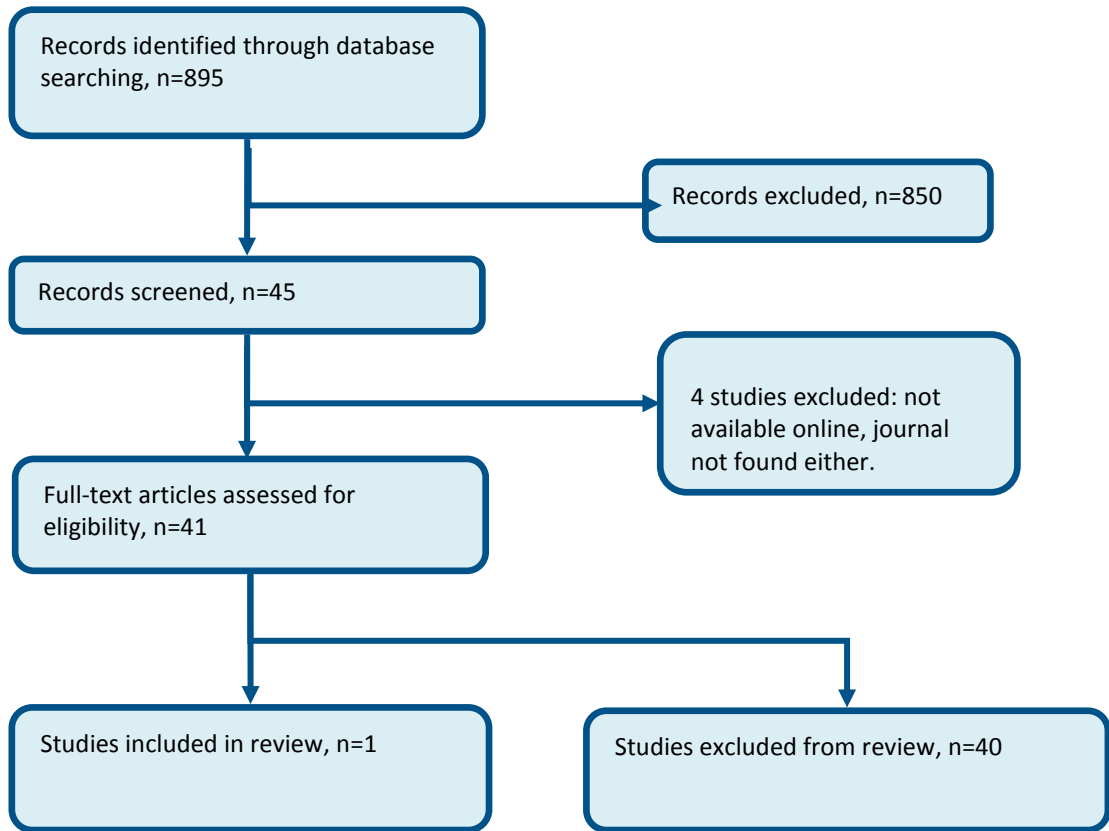 Records identified through database
searching, n=895
Records excluded, n=850
Records screened, n=45
4 studies excluded: not
available online, journal
not found either.
Full-text articles assessed for
eligibility, n=41
Studies included in review, n=1
Studies excluded from review, n=40